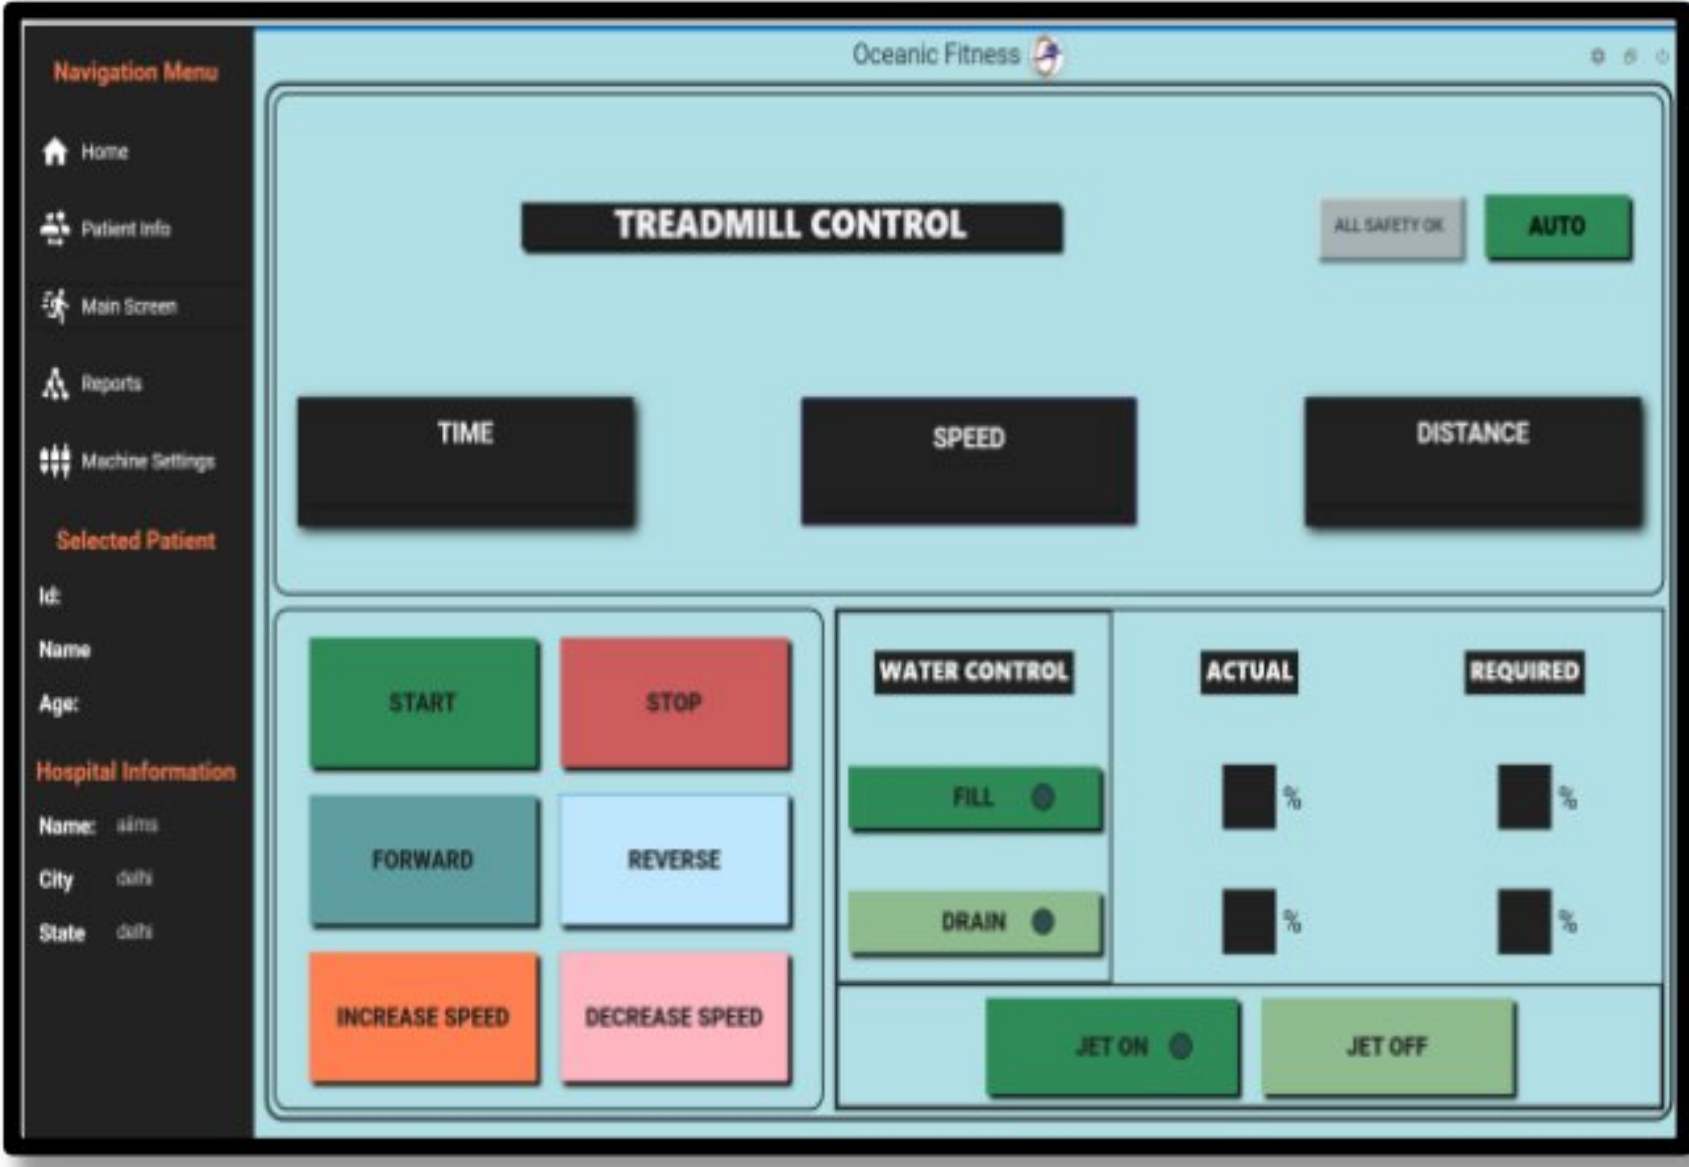 Oceanic Fitness
Navigation Menu
Home
Patient Info
Main Screen
Reports
Machine Settings
Selected Patient
Id:
Name
Age:
Hospital Information
Name: aiims
City delhi
State delhi
TREADMILL CONTROL
ALL SAFETY OK
AUTO
TIME
SPEED
DISTANCE
START
STOP
FORWARD
REVERSE
INCREASE SPEED
DECREASE SPEED
WATER CONTROL
ACTUAL
REQUIRED
FILL
%
%
DRAIN
%
%
JET ON
JET OFF